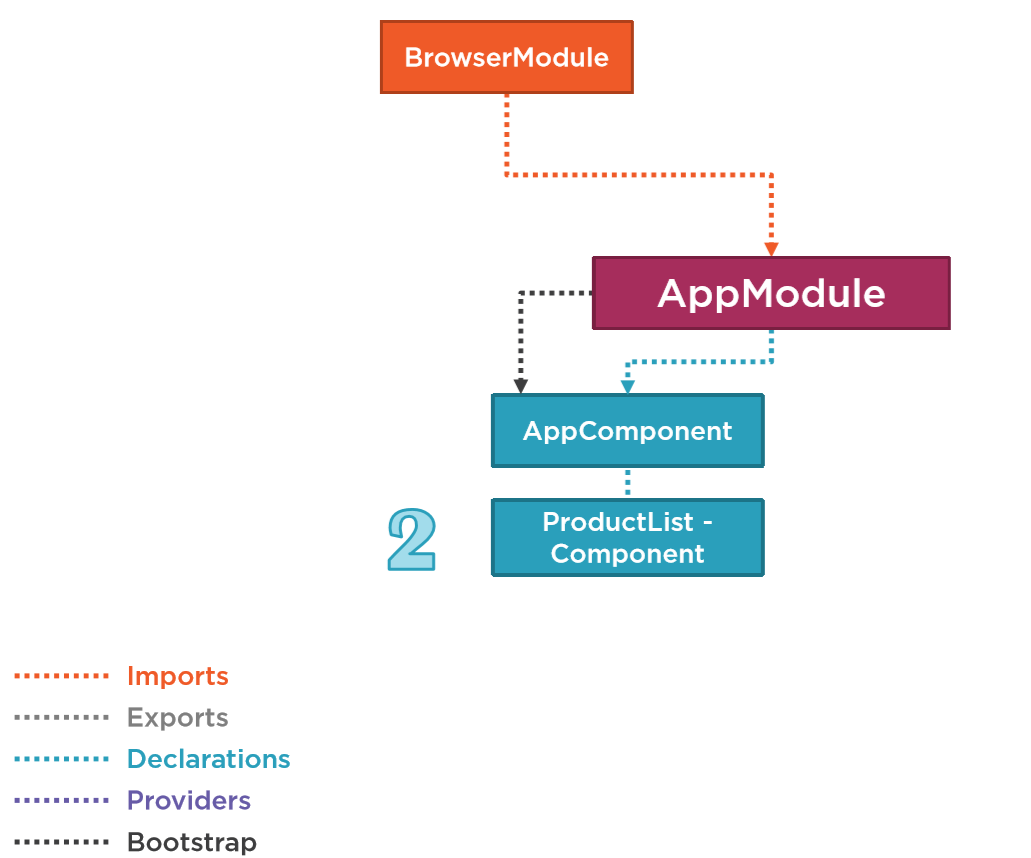 BrowserModule
AppModule
AppComponent
2
ProductList -
Component
Imports
Exports
Declarations
Providers
Bootstrap